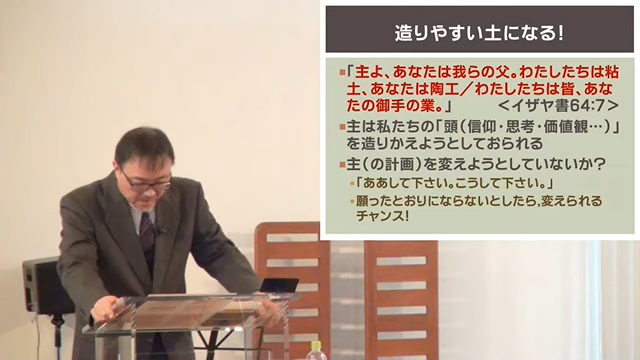 造りやすい土になる!
「主よ、あなたは我らの父。わたしたちは粘
土、あなたは陶工/わたしたちは皆、あな
たの御手の業。」 <イザヤ書64:7>
主は私たちの「頭(信仰・思考・価値観…)」
を造りかえようとしておられる
主(の計画)を変えようとしていないか?
「ああして下さい。こうして下さい。」
願ったとおりにならないとしたら,変えられる
チャンス!